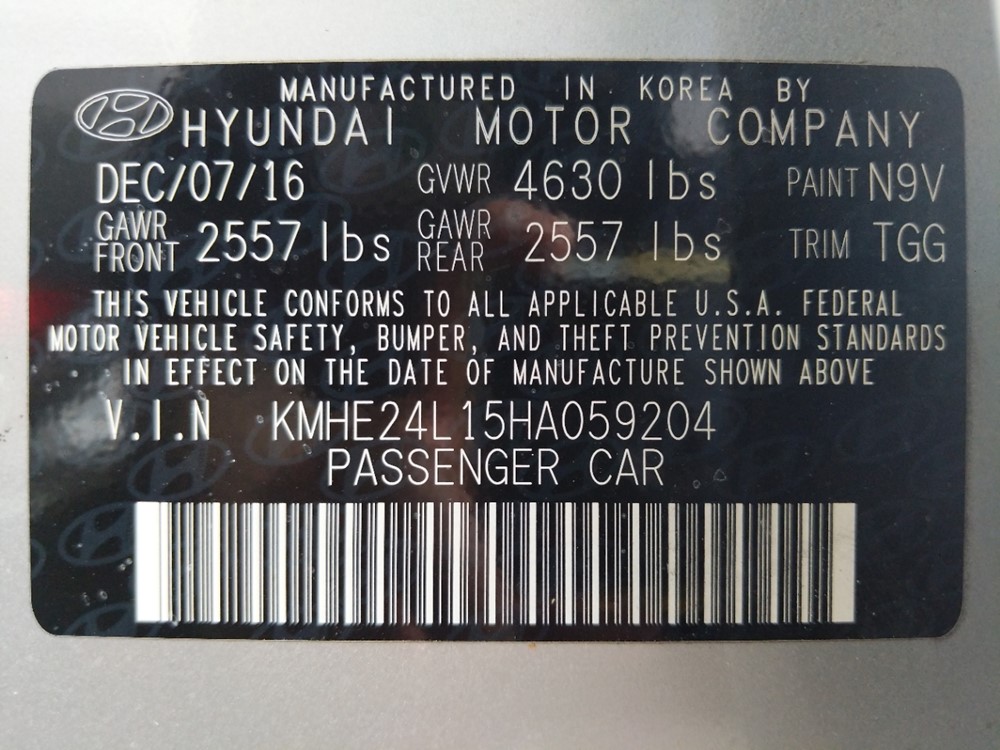 MANUFACTURED IN KOREA BY
HYUNDAI MOTOR COMPANY
DEC/07/16 GVWR 4630 lbs PAINT N9V
GAWR FRONT 2557 lbs GAWR REAR 2557 lbs TRIM TGG
THIS VEHICLE CONFORMS TO ALL APPLICABLE U.S.A. FEDERAL
MOTOR VEHICLE SAFETY, BUMPER, AND THEFT PREVENTION STANDARDS
IN EFFECT ON THE DATE OF MANUFACTURE SHOWN ABOVE
V.I.N KMHE24L15HA059204
PASSENGER CAR